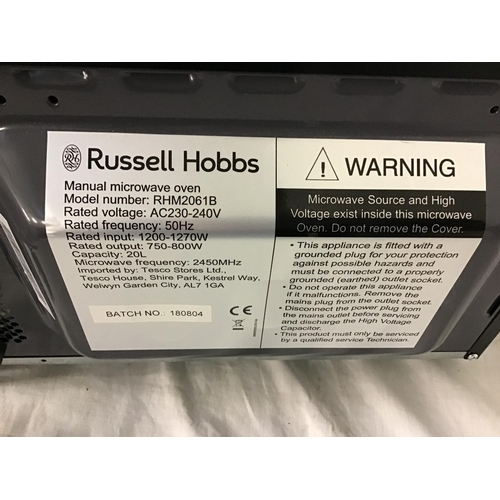 Russell Hobbs
Manual microwave oven
Model number: RHM2061B
Rated voltage: AC230-240V
Rated frequency: 50Hz
Rated input: 1200-1270W
Rated output: 750-800W
Capacity: 20L
Microwave frequency: 2450MHz
Imported by: Tesco Stores Ltd.,
Tesco House, Shire Park, Kestrel Way,
Welwyn Garden City, AL7 1GA
BATCH NO.: 180804
CE
! WARNING
Microwave Source and High
Voltage exist inside this microwave
Oven. Do not remove the Cover.
• This appliance is fitted with a
grounded plug for your protection
against possible hazards and
must be connected to a properly
grounded (earthed) outlet socket.
• Do not operate this appliance
if it malfunctions. Remove the
mains plug from the outlet socket.
• Disconnect the power plug from
the mains outlet before servicing
and discharge the High Voltage
Capacitor.
• This product must only be serviced
by a qualified service Technician.